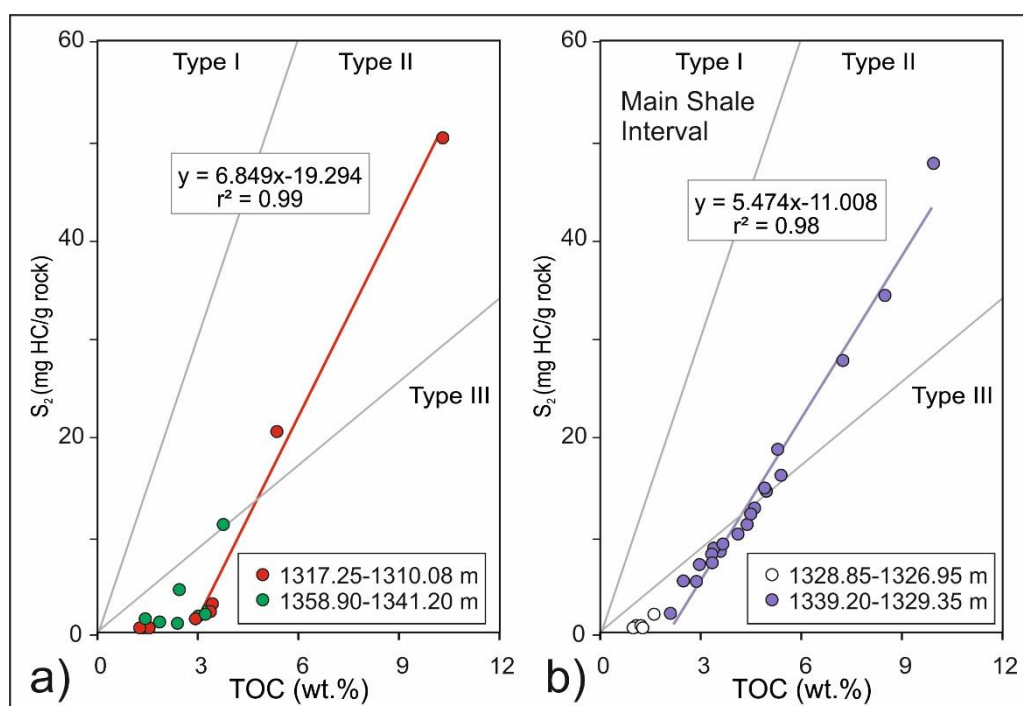 60
Type I
Type II
y = 6.849x-19.294
r² = 0.99
40
S₂ (mg HC/g rock)
Type III
20
1317.25-1310.08 m
1358.90-1341.20 m
0
0
3
6
9
12
a)
TOC (wt.%)
60
Type I
Type II
Main Shale
Interval
y = 5.474x-11.008
r² = 0.98
40
S₂ (mg HC/g rock)
Type III
20
1328.85-1326.95 m
1339.20-1329.35 m
0
0
3
6
9
12
b)
TOC (wt.%)